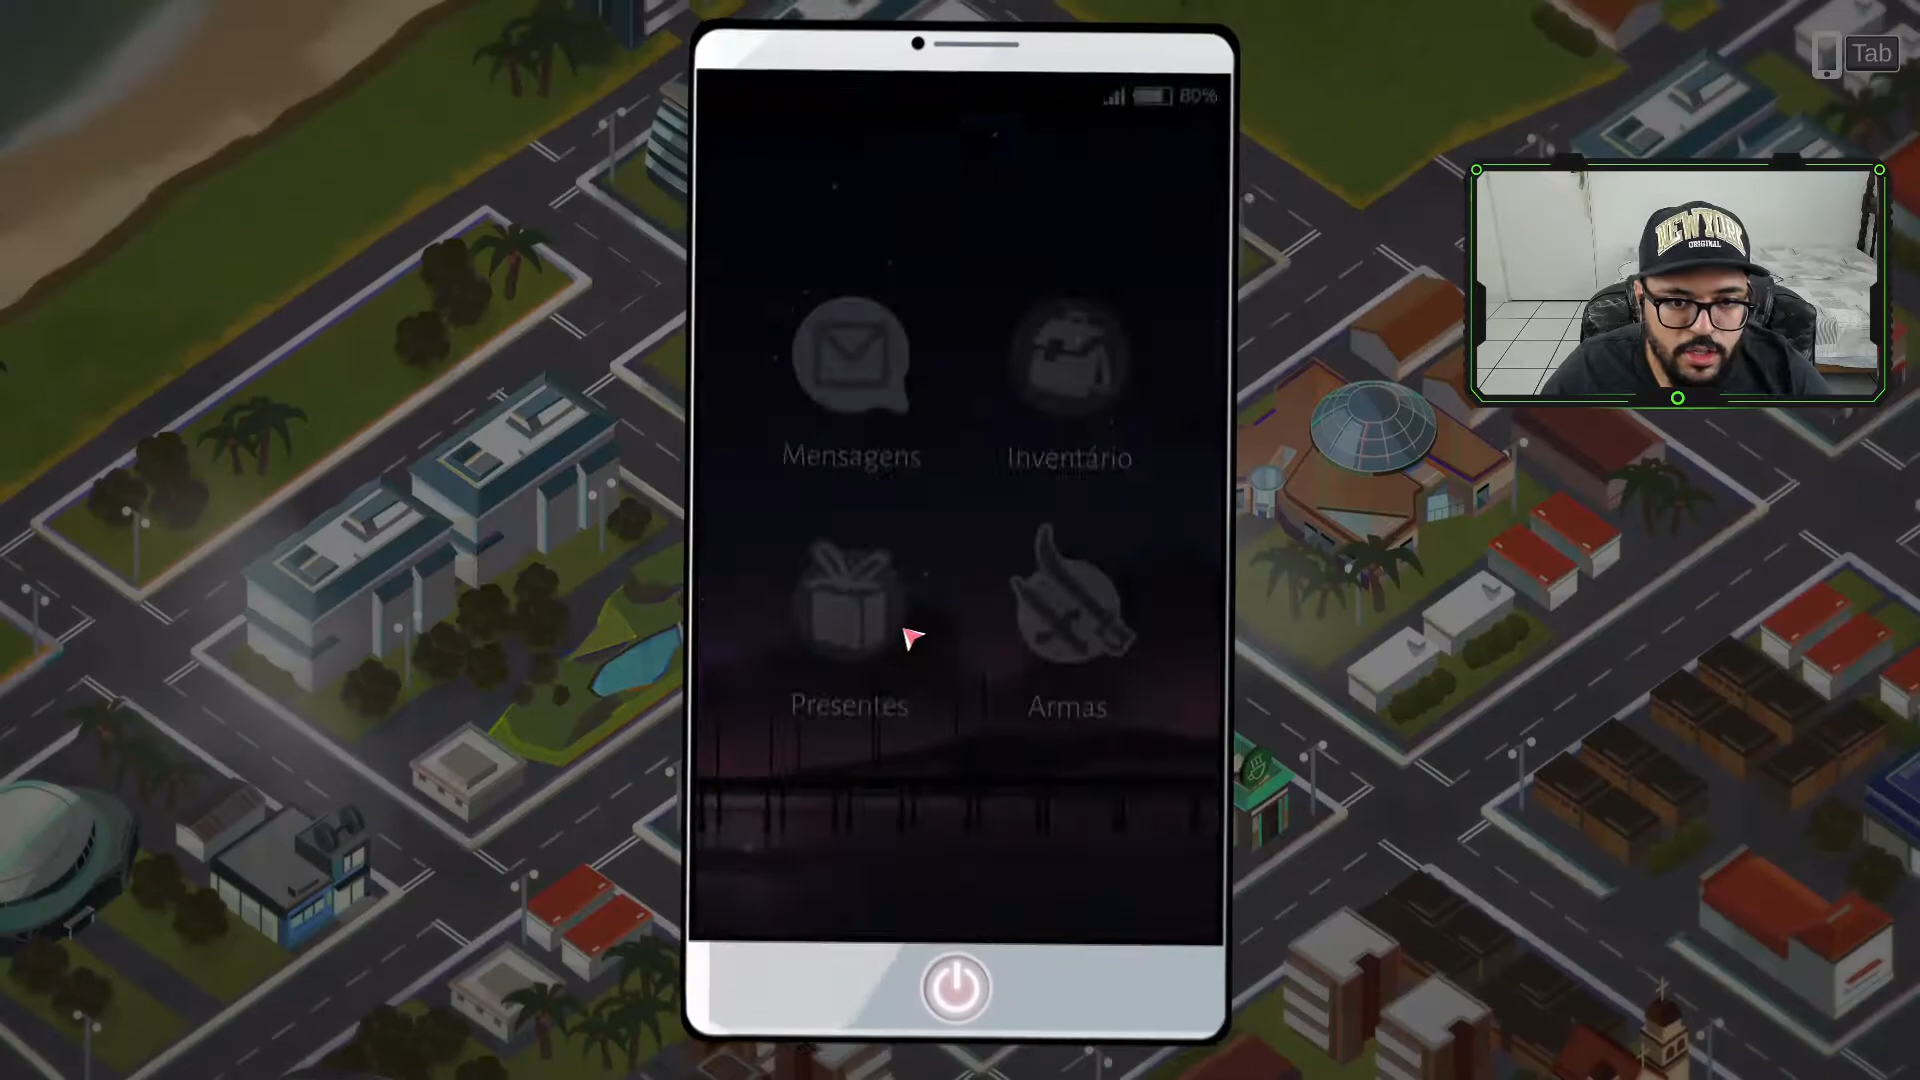 80%
Tab
NEW YORK
ORIGINAL
Mensagens
Inventário
Presentes
Armas